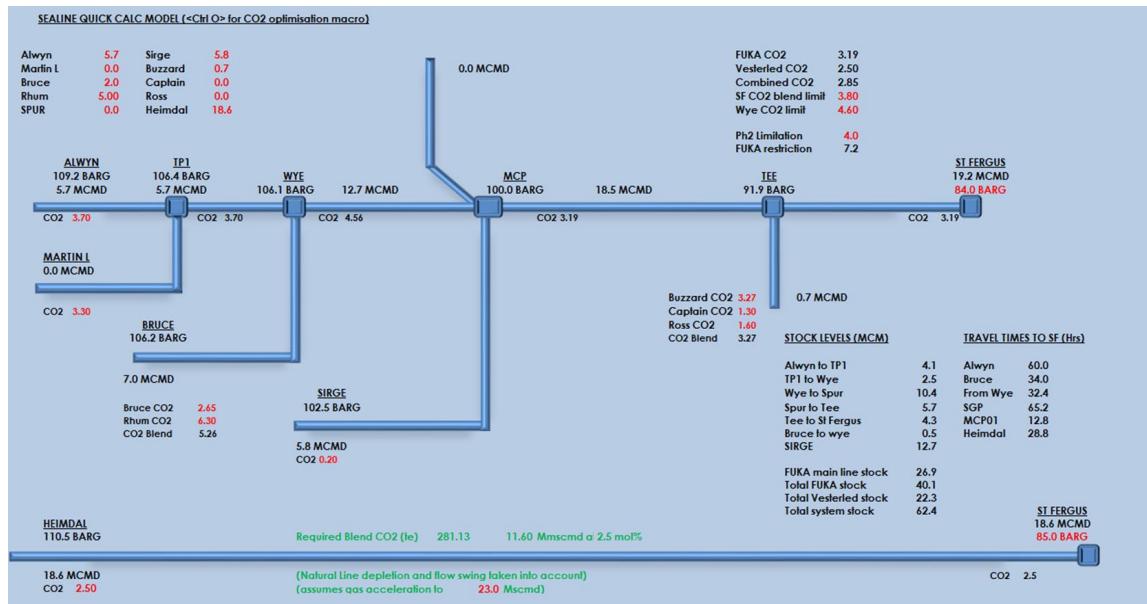 SEALINE QUICK CALC MODEL (<Ctrl O> for CO2 optimisation macro)
Alwyn 5.7 Sirge 5.8
Martin L 0.0 Buzzard 0.7
Bruce 2.0 Captain 0.0
Rhum 5.00 Ross 0.0
SPUR 0.0 Heimdal 18.6
0.0 MCMD
FUKA CO2 3.19
Vesterled CO2 2.50
Combined CO2 2.85
SF CO2 blend limit 3.80
Wye CO2 limit 4.60
Ph2 Limitation 4.0
FUKA restriction 7.2
ALWYN
109.2 BARG
5.7 MCMD
TP1
106.4 BARG
5.7 MCMD
WYE
106.1 BARG
12.7 MCMD
MCP
100.0 BARG
18.5 MCMD
TEE
91.9 BARG
ST FERGUS
19.2 MCMD
84.0 BARG
CO2 3.70
CO2 3.70
CO2 4.56
CO2 3.19
CO2 3.19
MARTIN L
0.0 MCMD
CO2 3.30
BRUCE
106.2 BARG
7.0 MCMD
Bruce CO2 2.65
Rhum CO2 6.30
CO2 Blend 5.26
SIRGE
102.5 BARG
5.8 MCMD
CO2 0.20
Buzzard CO2 3.27
Captain CO2 1.30
Ross CO2 1.60
CO2 Blend 3.27
0.7 MCMD
STOCK LEVELS (MCM)
Alwyn to TP1 4.1
TP1 to Wye 2.5
Wye to Spur 10.4
Spur to Tee 5.7
Tee to St Fergus 4.3
Bruce to wye 0.5
SIRGE 12.7
FUKA main line stock 26.9
Total FUKA stock 40.1
Total Vesterled stock 22.3
Total system stock 62.4
TRAVEL TIMES TO SF (Hrs)
Alwyn 60.0
Bruce 34.0
From Wye 32.4
SGP 65.2
MCP01 12.8
Heimdal 28.8
HEIMDAL
110.5 BARG
Required Blend CO2 (te) 281.13 11.60 Mmscmd a 2.5 mol%
ST FERGUS
18.6 MCMD
85.0 BARG
18.6 MCMD
CO2 2.50
(Natural Line depletion and flow swing taken into account)
(assumes gas acceleration to 23.0 Mscmd)
CO2 2.5